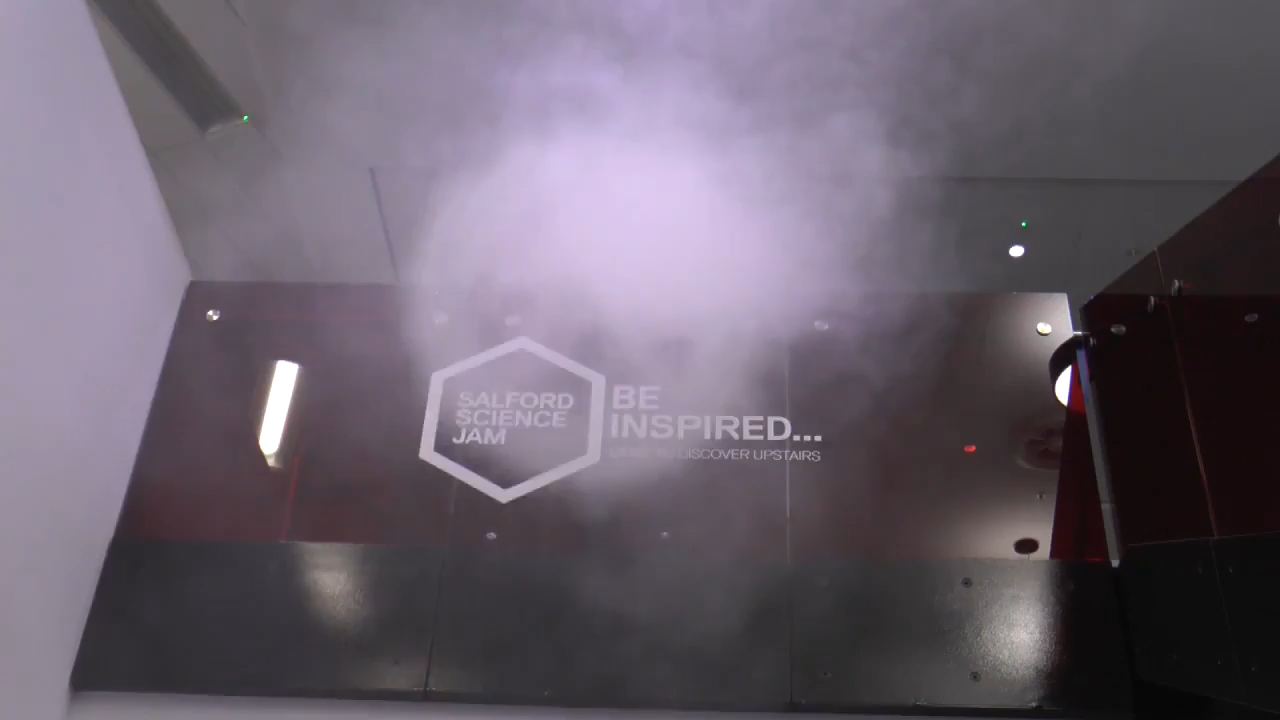 SALFORD
SCIENCE
JAM
BE
INSPIRED...
DISCOVER UPSTAIRS